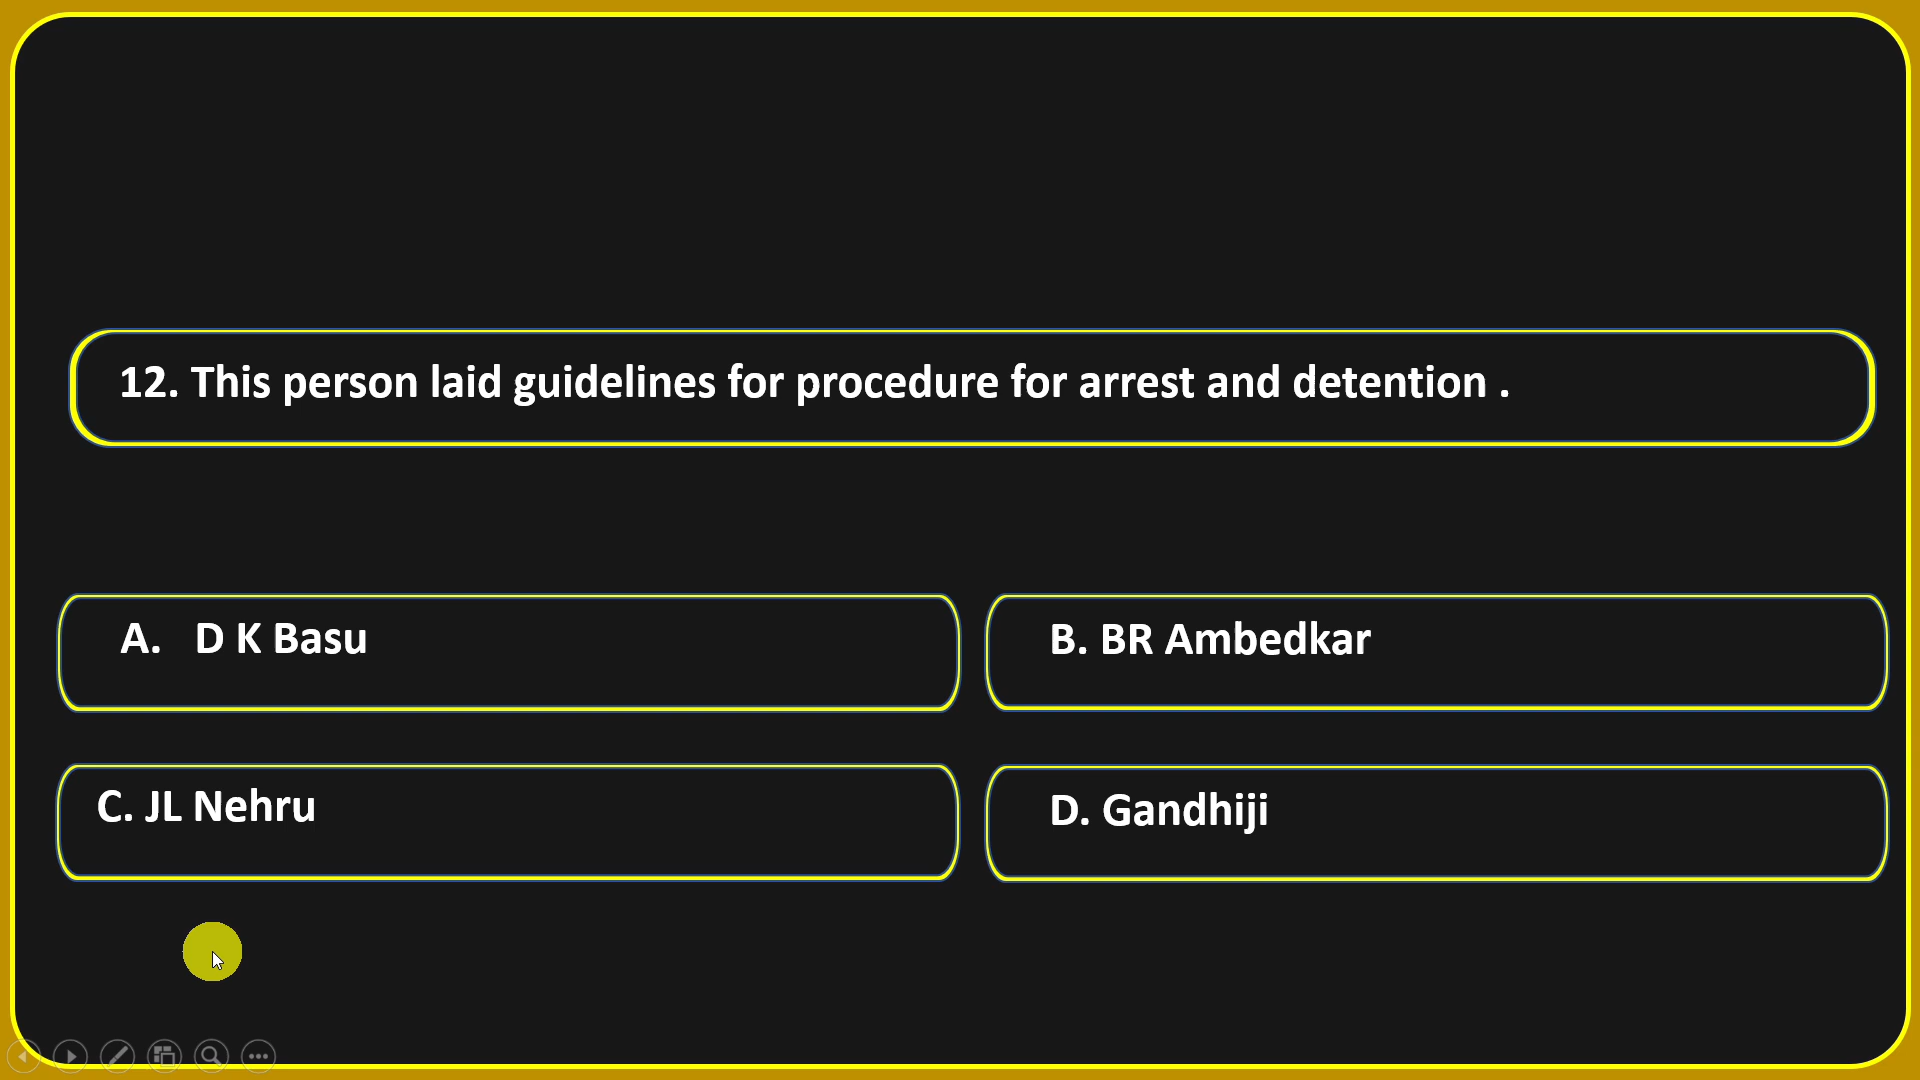 12. This person laid guidelines for procedure for arrest and detention .
A. D K Basu
B. BR Ambedkar
C. JL Nehru
D. Gandhiji